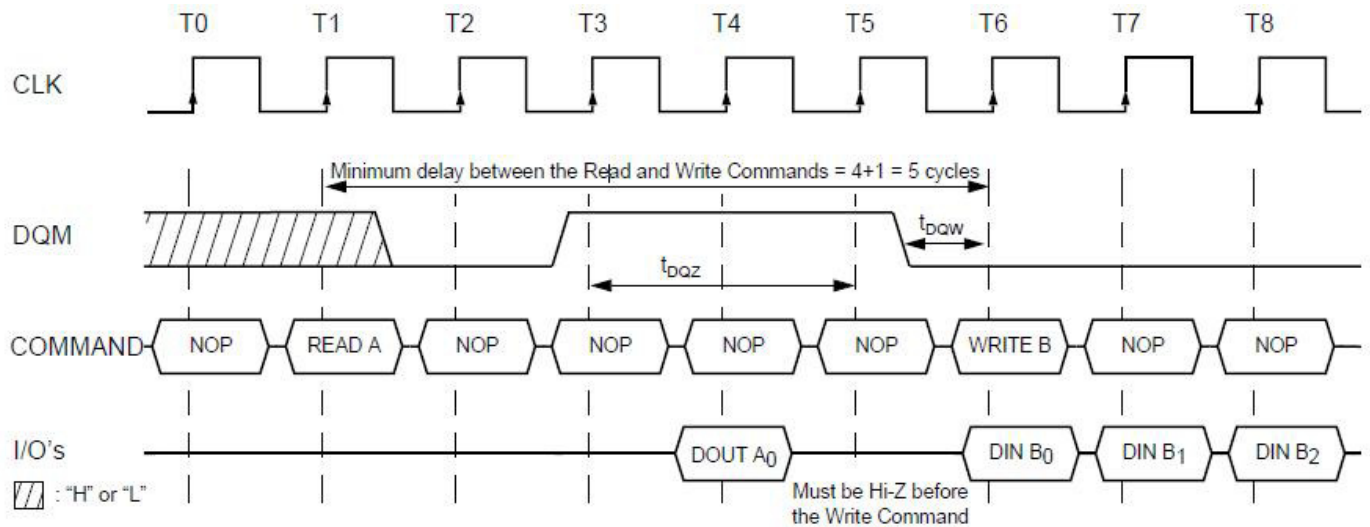 T0 T1 T2 T3 T4 T5 T6 T7 T8
CLK
Minimum delay between the Read and Write Commands = 4+1 = 5 cycles
DQM
tDQW
tDQZ
COMMAND NOP READ A NOP NOP NOP NOP WRITE B NOP NOP
I/O's DOUT A0 DIN B0 DIN B1 DIN B2
: "H" or "L"
Must be Hi-Z before
the Write Command